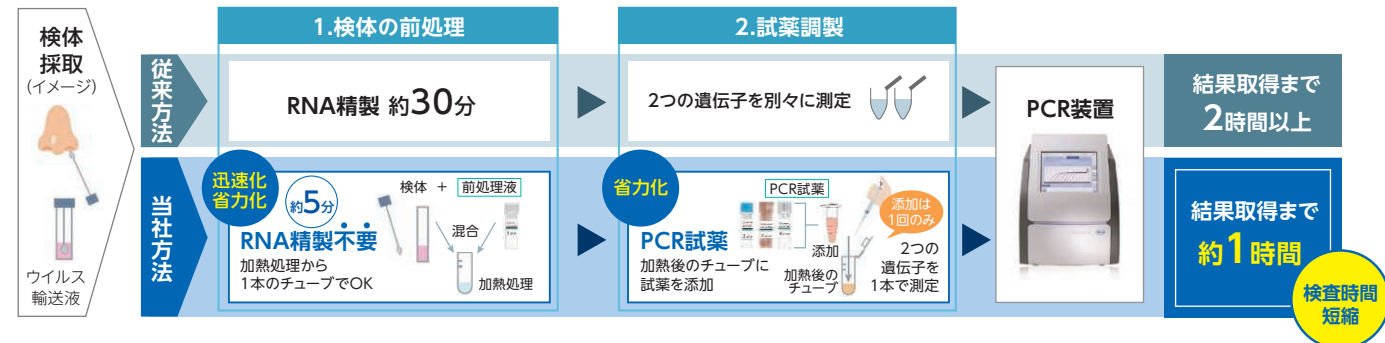 検体
採取
(イメージ)
ウイルス
輸送液
1.検体の前処理
2.試薬調製
従来方法
RNA精製 約30分
2つの遺伝子を別々に測定
PCR装置
結果取得まで
2時間以上
当社方法
迅速化
省力化
約5分
検体 + 前処理液
混合
RNA精製不要
加熱処理から
1本のチューブでOK
加熱処理
省力化
PCR試薬
添加は
1回のみ
PCR試薬
加熱後のチューブに
試薬を添加
添加
加熱後の
チューブ
2つの
遺伝子を
1本で測定
結果取得まで
約1時間
検査時間
短縮